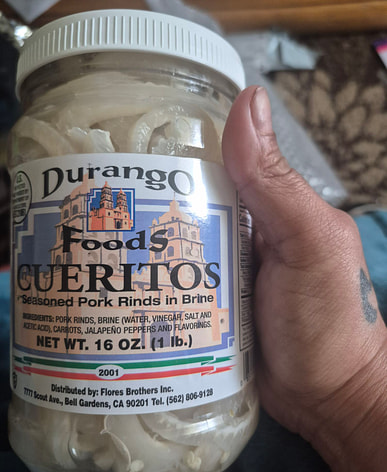 Durango
Foods
CUERITOS
Seasoned Pork Rinds in Brine
INGREDIENTS: PORK RINDS, BRINE (WATER, VINEGAR, SALT AND
ACETIC ACID), CARROTS, JALAPEÑO PEPPERS AND FLAVORINGS.
NET WT. 16 OZ. (1 lb.)
2001
Distributed by: Flores Brothers Inc.
7777 Scout Ave., Bell Gardens, CA 90201 Tel. (562) 806-9128